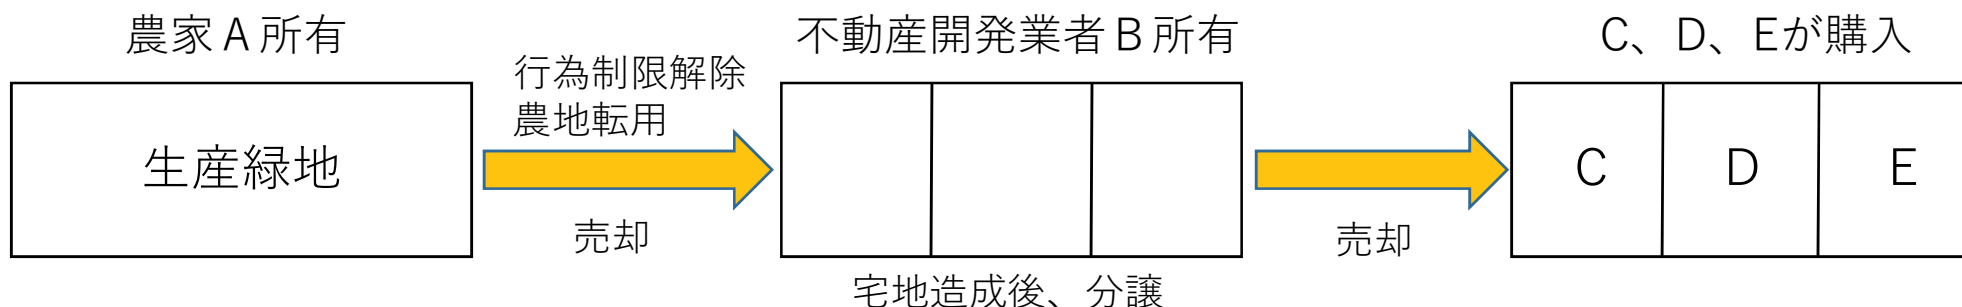 農家A所有
不動産開発業者B所有
C、D、Eが購入
行為制限解除
農地転用
生産緑地
C
D
E
売却
売却
宅地造成後、分譲